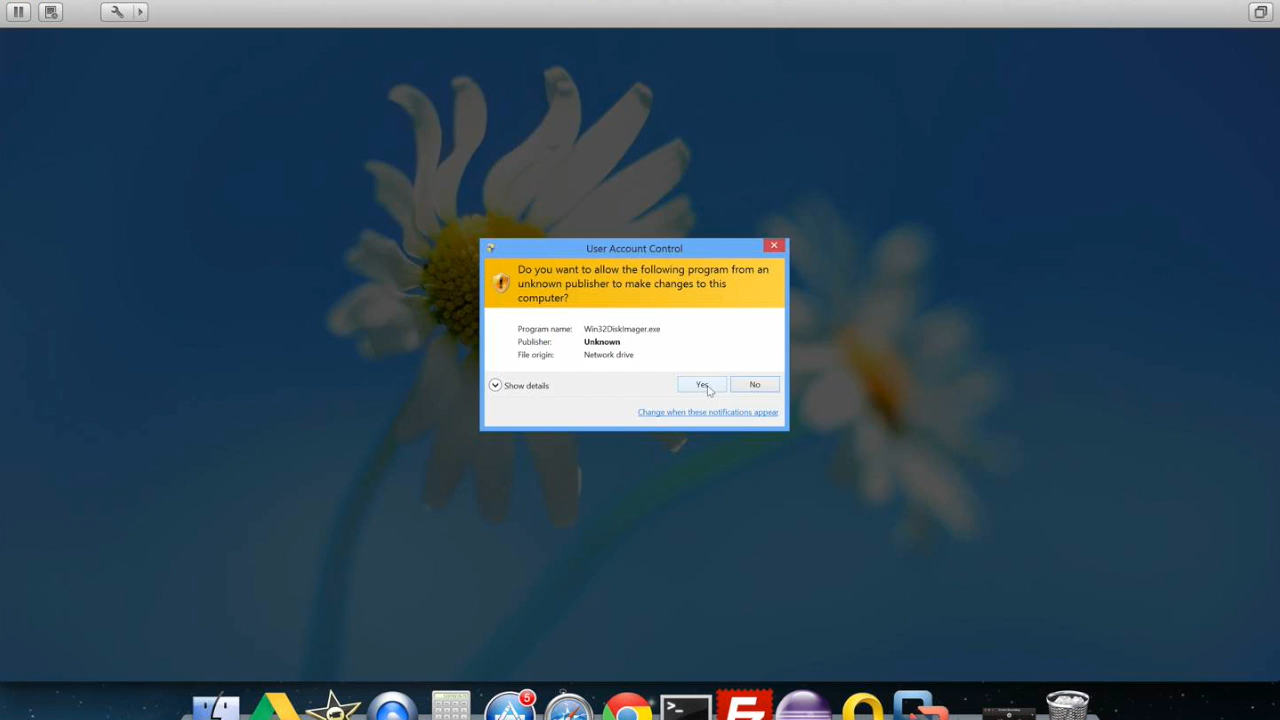 User Account Control
Do you want to allow the following program from an
unknown publisher to make changes to this
computer?
Program name: Win32DiskImager.exe
Publisher: Unknown
File origin: Network drive
Show details
Yes
No
Change when these notifications appear
5